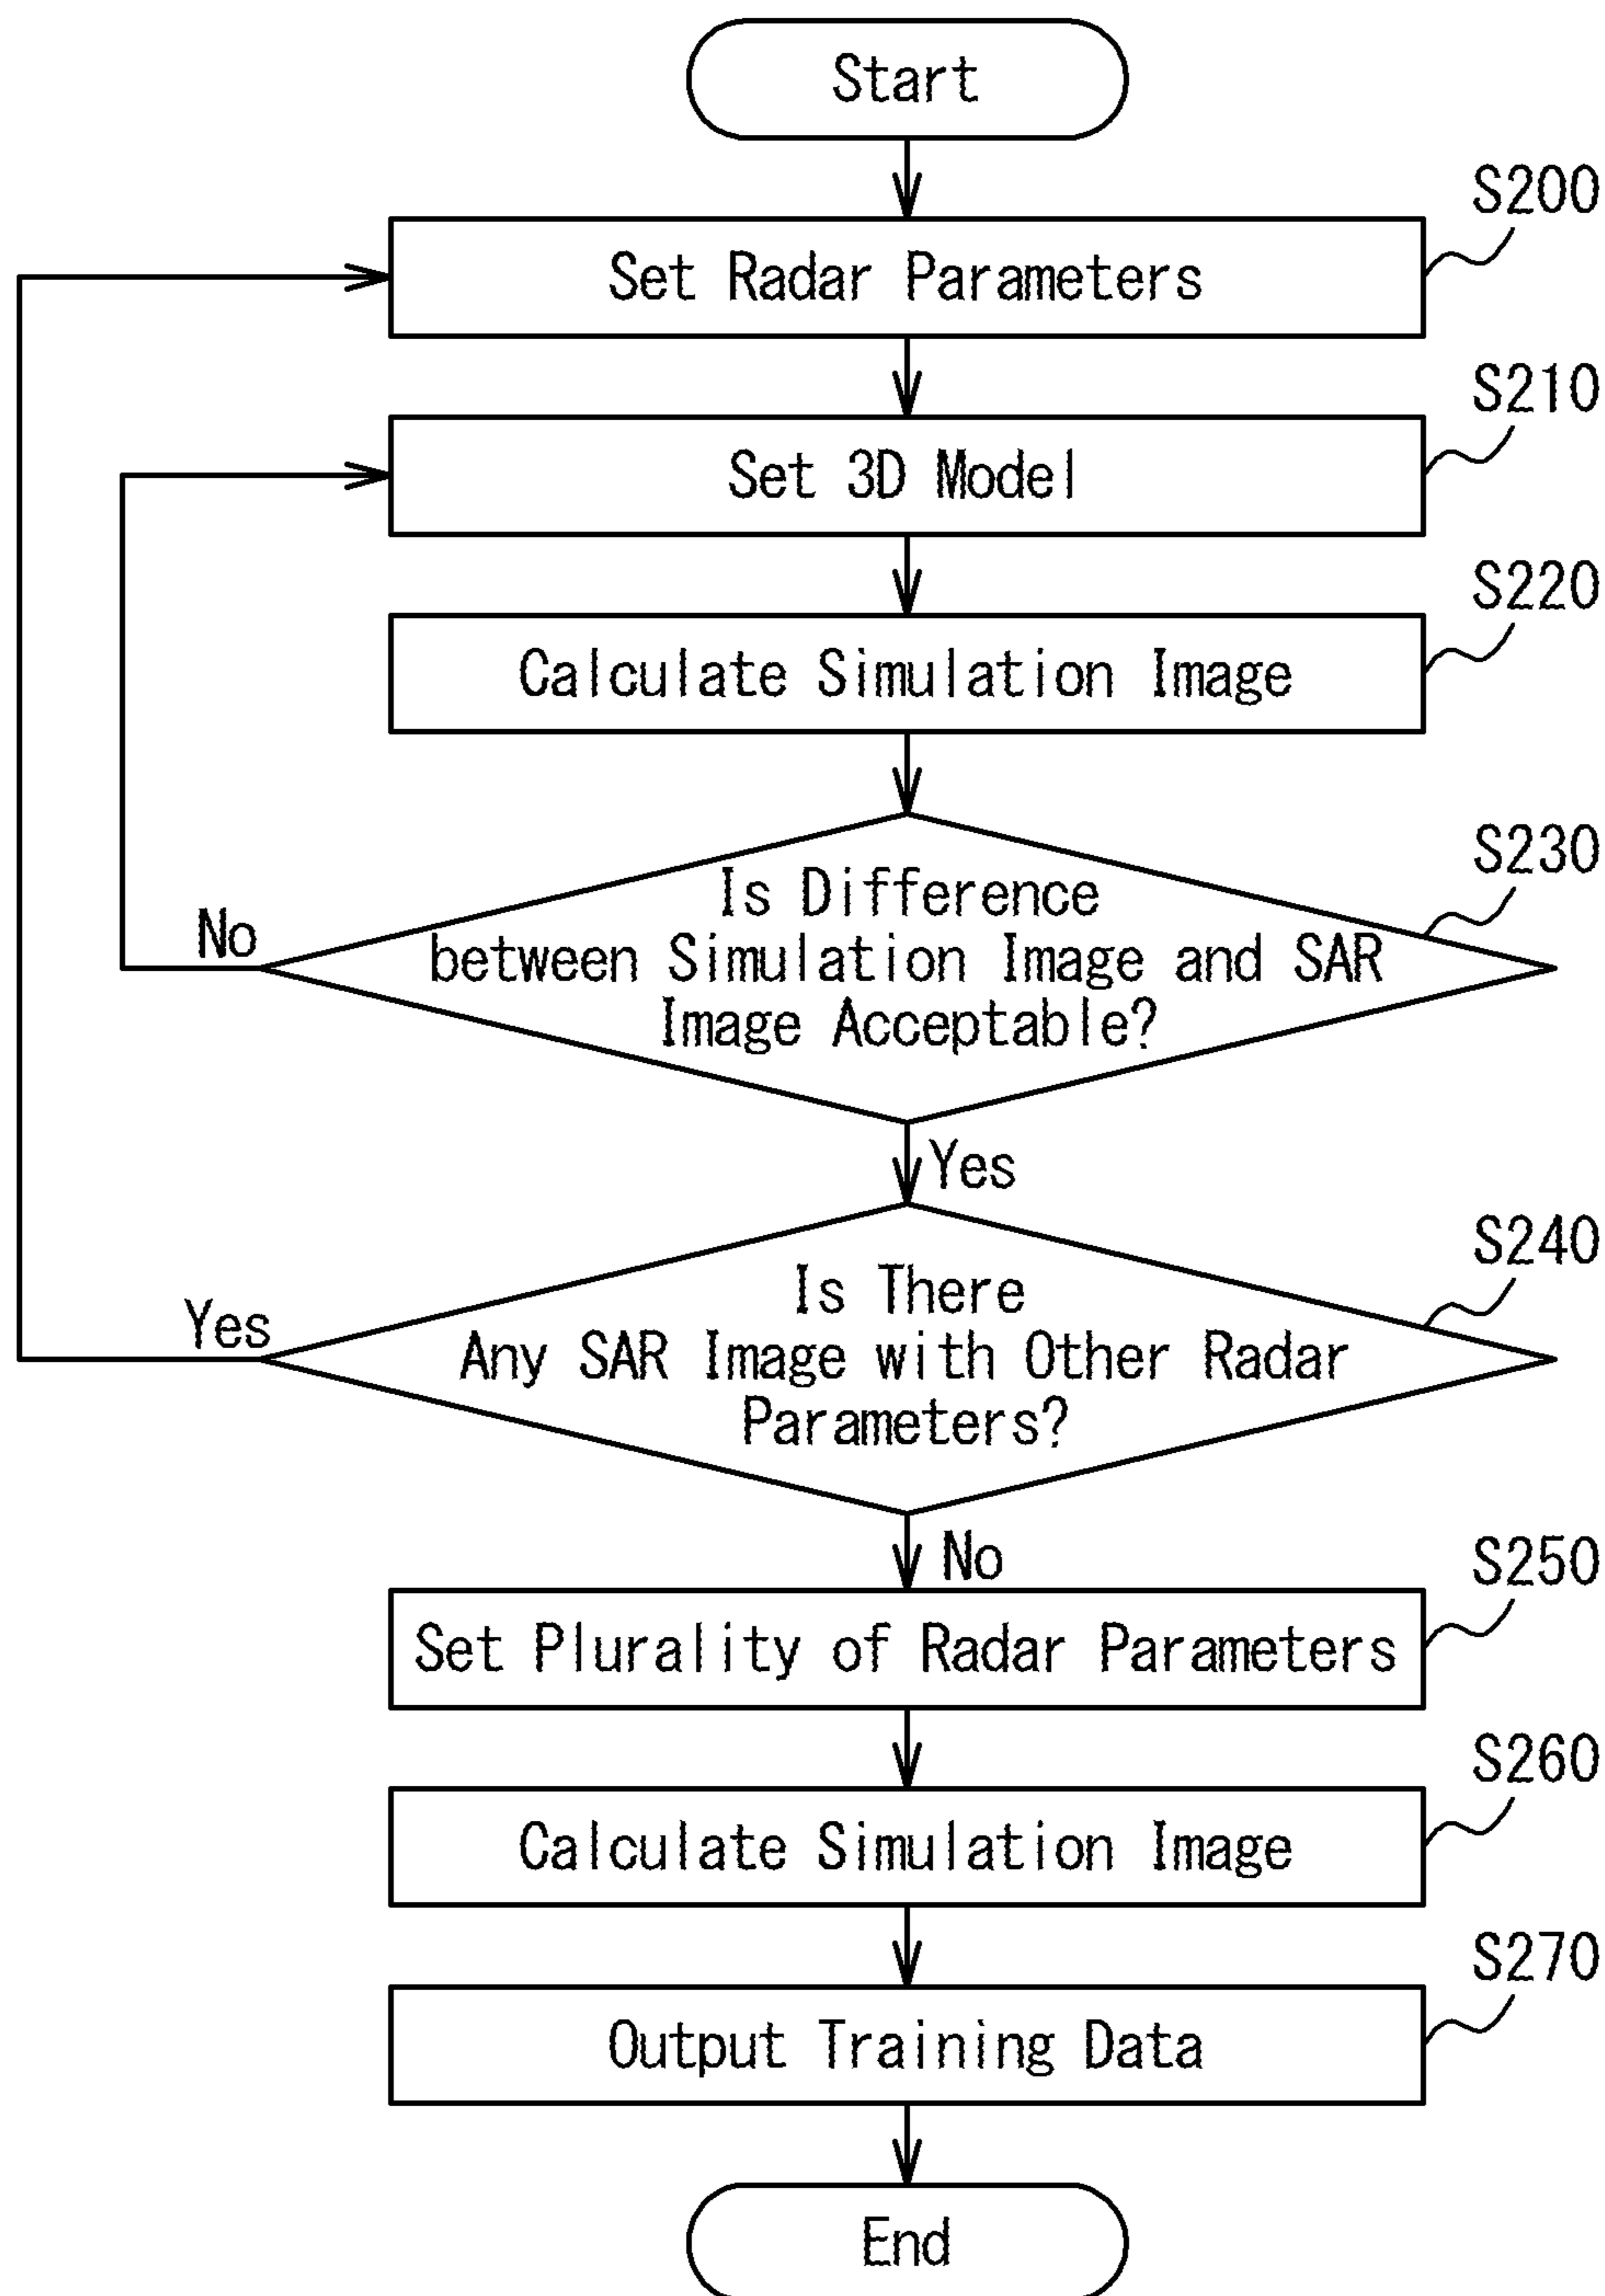 Start
S200
Set Radar Parameters
S210
Set 3D Model
S220
Calculate Simulation Image
S230
Is Difference
between Simulation Image and SAR
Image Acceptable?
No
Yes
S240
Is There
Any SAR Image with Other Radar
Parameters?
Yes
No
S250
Set Plurality of Radar Parameters
S260
Calculate Simulation Image
S270
Output Training Data
End